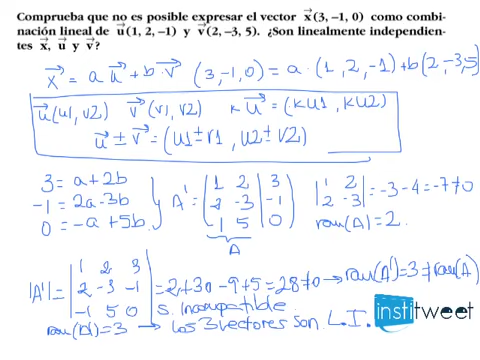 Comprueba que no es posible expresar el vector x⃗(3, –1, 0) como combi-
nación lineal de u⃗(1, 2, –1) y v⃗(2, –3, 5). ¿Son linealmente independien-
tes x⃗, u⃗ y v⃗?
x⃗ = a u⃗ + b · v⃗ (3,-1,0) = a · (1,2,-1) + b(2,-3,5)
u⃗(u1,u2) v⃗(v1,v2) k u⃗ = (ku1, ku2)
u⃗ ± v⃗ = (u1 ± v1, u2 ± v2)
3 = a + 2b
-1 = 2a - 3b
0 = -a + 5b.
A' = ( 1 2 | 3
2 -3 | -1
-1 5 | 0 )
A
| 1 2
2 -3 | = -3 - 4 = -7 ≠ 0
ran(A) = 2.
|A'| = | 1 2 3
2 -3 -1
-1 5 0 | = 2 + 30 - 9 + 5 = 28 ≠ 0 → ran(A') = 3 ≠ ran(A)
S. Incompatible.
ran(A') = 3 → Los 3 vectores son L.I.
institweet